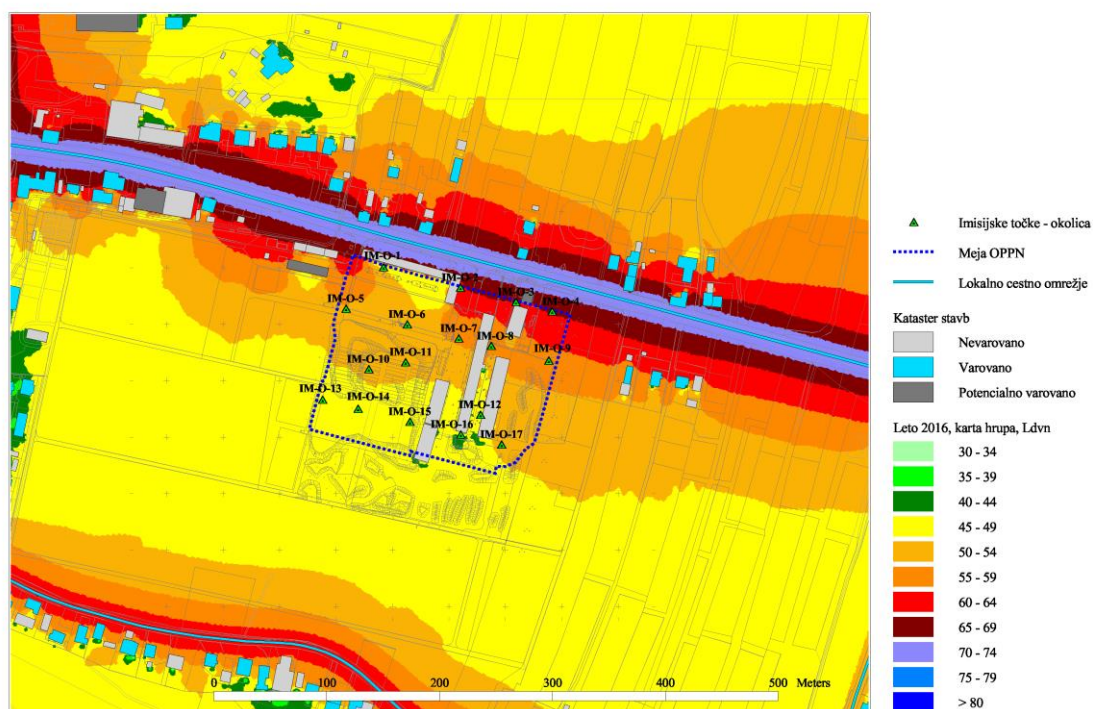 IM-O-1
IM-O-2
IM-O-3
IM-O-4
IM-O-5
IM-O-6
IM-O-7
IM-O-8
IM-O-9
IM-O-10
IM-O-11
IM-O-12
IM-O-13
IM-O-14
IM-O-15
IM-O-16
IM-O-17
0 100 200 300 400 500 Meters
Imisijske točke - okolica
Meja OPPN
Lokalno cestno omrežje
Kataster stavb
Nevarovano
Varovano
Potencialno varovano
Leto 2016, karta hrupa, Ldvn
30 - 34
35 - 39
40 - 44
45 - 49
50 - 54
55 - 59
60 - 64
65 - 69
70 - 74
75 - 79
> 80